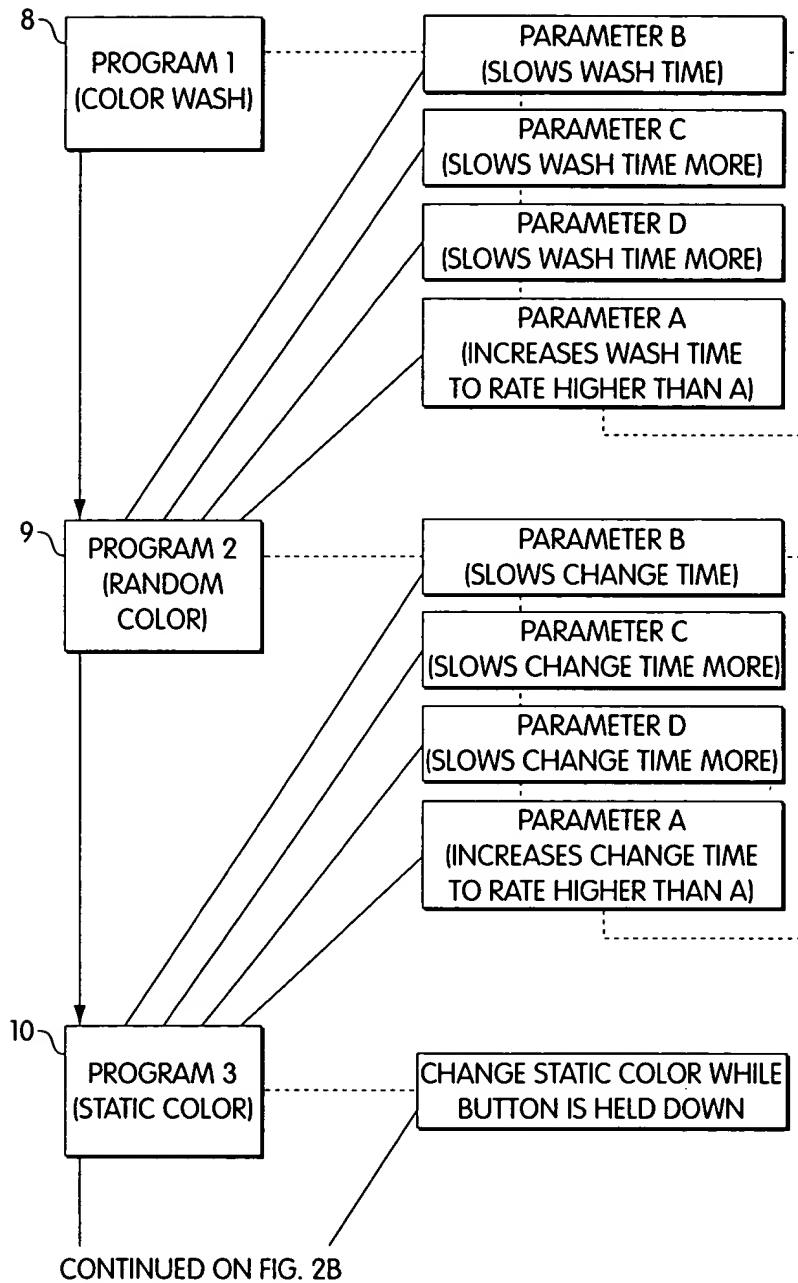 8
PROGRAM 1
(COLOR WASH)
PARAMETER B
(SLOWS WASH TIME)
PARAMETER C
(SLOWS WASH TIME MORE)
PARAMETER D
(SLOWS WASH TIME MORE)
PARAMETER A
(INCREASES WASH TIME
TO RATE HIGHER THAN A)
9
PROGRAM 2
(RANDOM
COLOR)
PARAMETER B
(SLOWS CHANGE TIME)
PARAMETER C
(SLOWS CHANGE TIME MORE)
PARAMETER D
(SLOWS CHANGE TIME MORE)
PARAMETER A
(INCREASES CHANGE TIME
TO RATE HIGHER THAN A)
10
PROGRAM 3
(STATIC COLOR)
CHANGE STATIC COLOR WHILE
BUTTON IS HELD DOWN
CONTINUED ON FIG. 2B